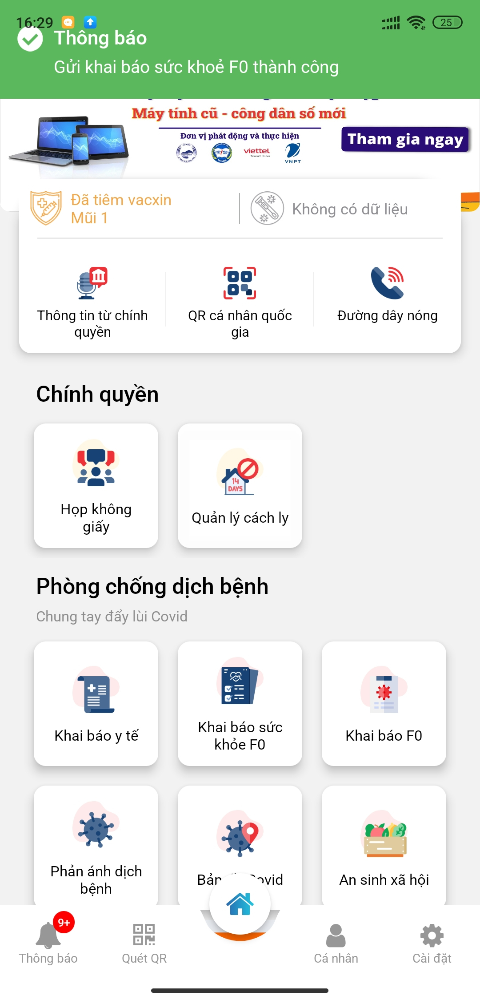 16:29
25
Thông báo
Gửi khai báo sức khoẻ F0 thành công
Máy tính cũ - công dân số mới
Đơn vị phát động và thực hiện
Tham gia ngay
viettel
VNPT
Đã tiêm vacxin
Mũi 1
Không có dữ liệu
Thông tin từ chính
quyền
QR cá nhân quốc
gia
Đường dây nóng
Chính quyền
14
DAYS
Họp không
giấy
Quản lý cách ly
Phòng chống dịch bệnh
Chung tay đẩy lùi Covid
Khai báo y tế
Khai báo sức
khỏe F0
Khai báo F0
Phản ánh dịch
bệnh
Covid
An sinh xã hội
9+
Thông báo
Quét QR
Cá nhân
Cài đặt